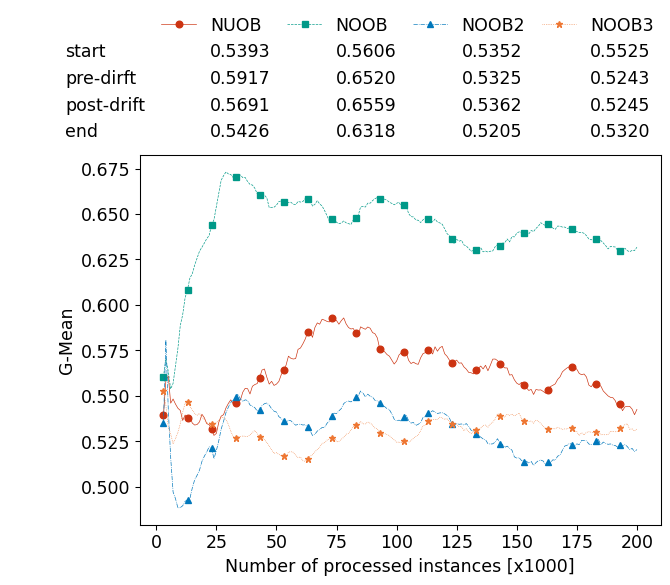 NUOB NOOB NOOB2 NOOB3
start 0.5393 0.5606 0.5352 0.5525
pre-dirft 0.5917 0.6520 0.5325 0.5243
post-drift 0.5691 0.6559 0.5362 0.5245
end 0.5426 0.6318 0.5205 0.5320
0.675
0.650
0.625
0.600
0.575
0.550
0.525
0.500
G-Mean
0 25 50 75 100 125 150 175 200
Number of processed instances [x1000]